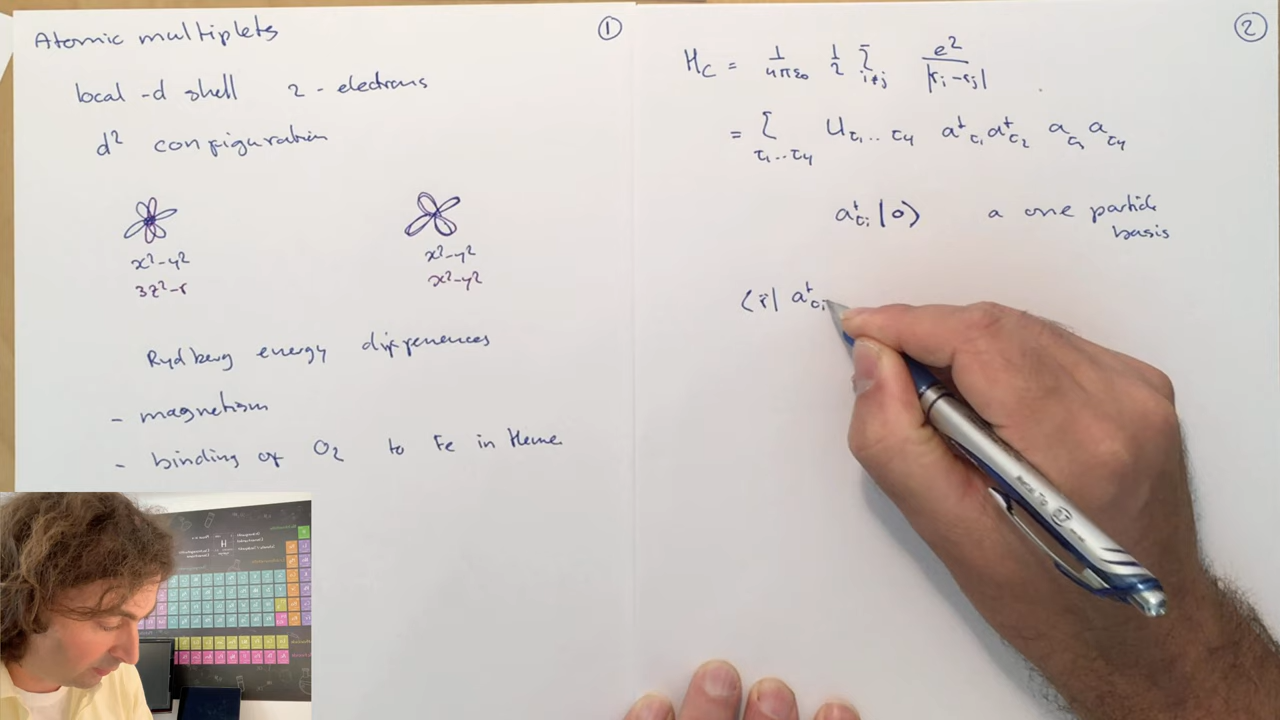 Atomic multiplets ①
local -d shell 2 - electrons
d² configuration
x²-y² x²-y²
3z²-r x²-y²
Rydberg energy differences
- magnetism
- binding of O₂ to Fe in Heme
②
H_C = 1/4πε₀ 1/2 Σ_{i≠j} e²/|r_i-r_j|
= Σ_{τ₁..τ₄} U_{τ₁..τ₄} a†_{τ₁} a†_{τ₂} a_{τ₃} a_{τ₄}
a†_{τi} |0⟩ a one particle
basis
⟨r̄| a†_{τi}